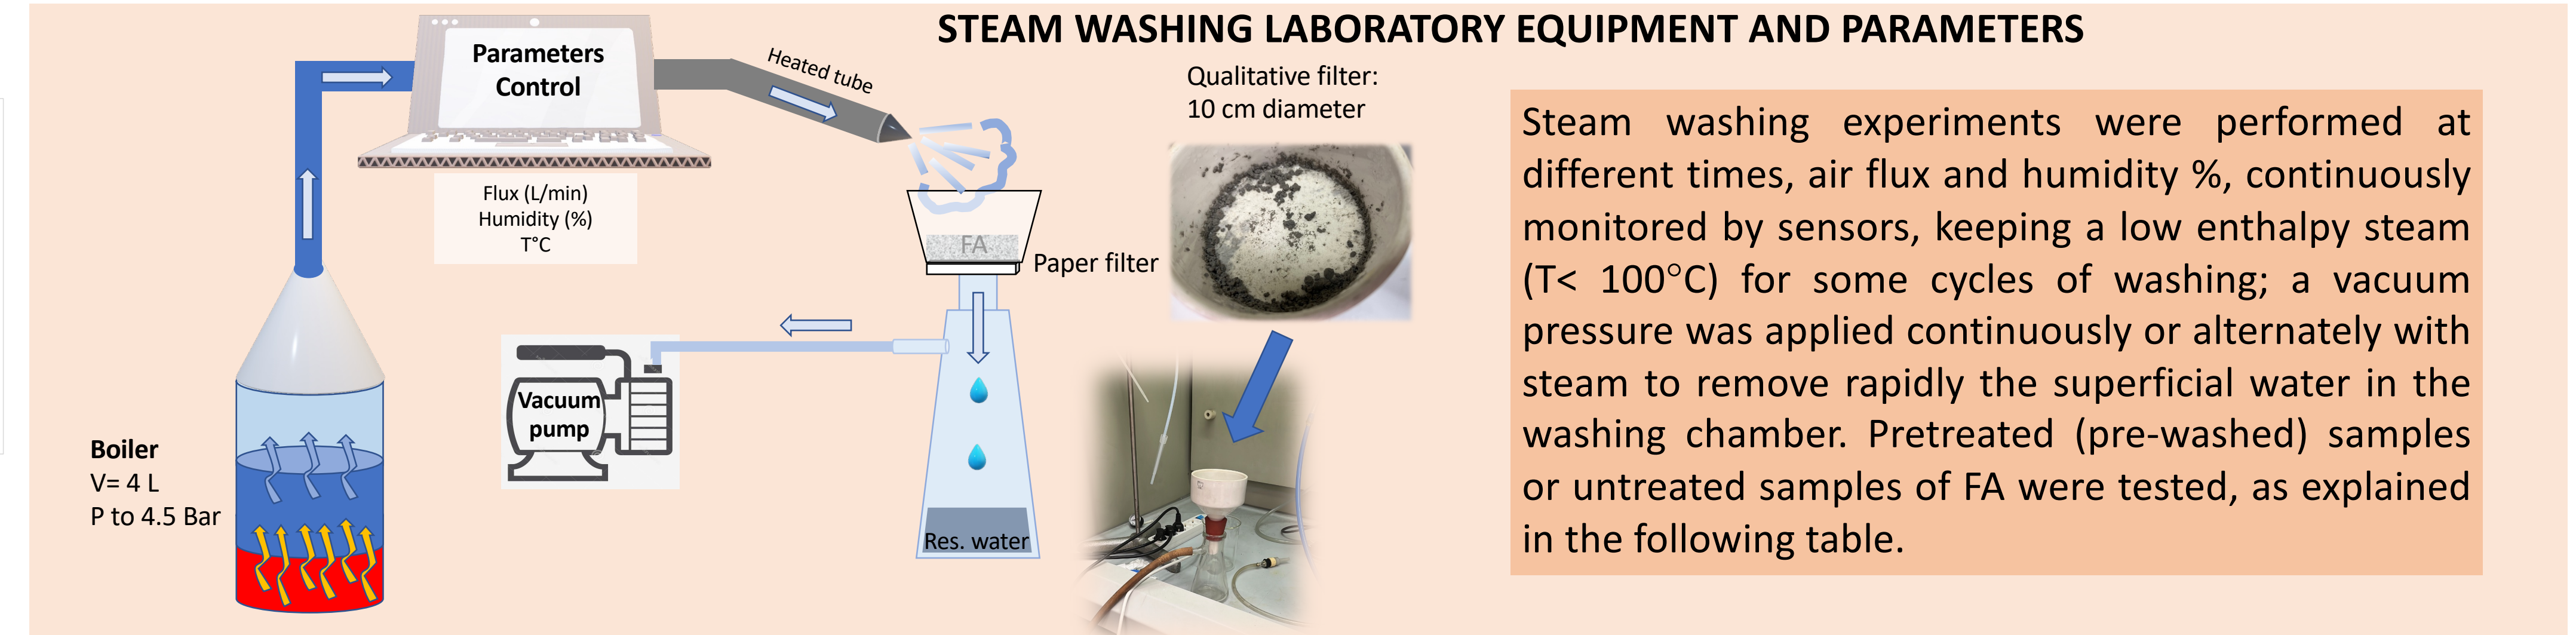 STEAM WASHING LABORATORY EQUIPMENT AND PARAMETERS
Parameters
Control
Heated tube
Flux (L/min)
Humidity (%)
T°C
FA
Paper filter
Qualitative filter:
10 cm diameter
Boiler
V= 4 L
P to 4.5 Bar
Vacuum
pump
Res. water
Steam washing experiments were performed at
different times, air flux and humidity %, continuously
monitored by sensors, keeping a low enthalpy steam
(T< 100°C) for some cycles of washing; a vacuum
pressure was applied continuously or alternately with
steam to remove rapidly the superficial water in the
washing chamber. Pretreated (pre-washed) samples
or untreated samples of FA were tested, as explained
in the following table.